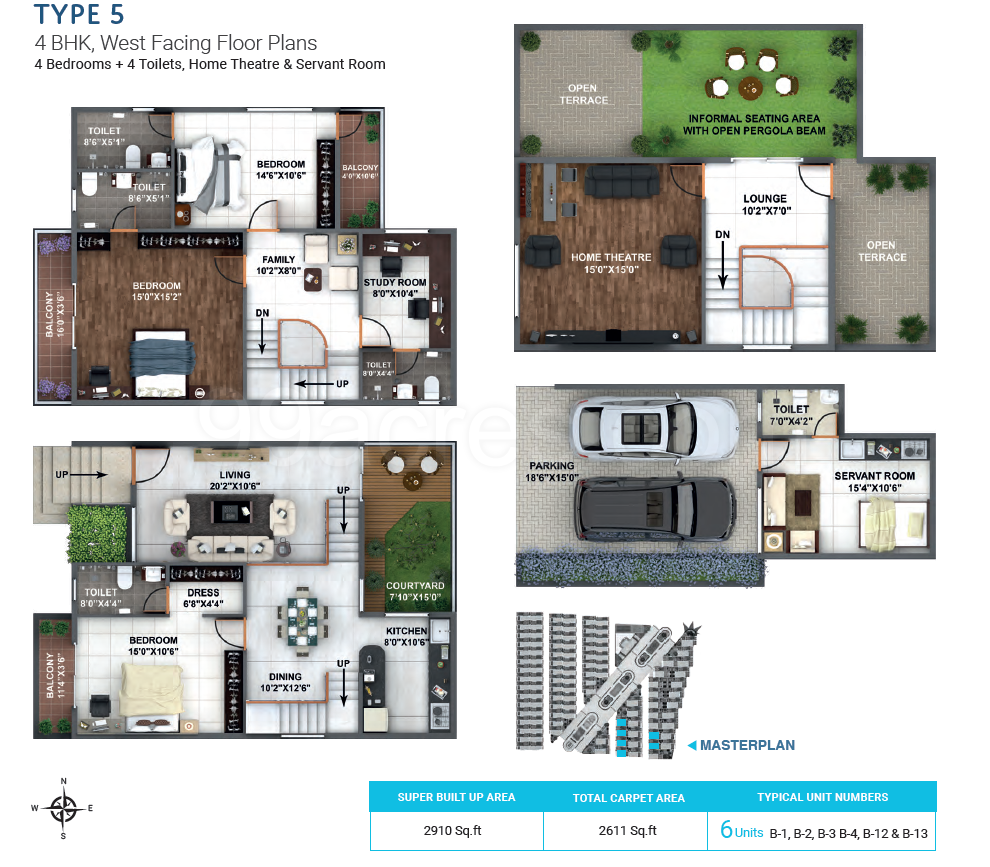 TYPE 5
4 BHK, West Facing Floor Plans
4 Bedrooms + 4 Toilets, Home Theatre & Servant Room
TOILET
8'6"X5'1"
TOILET
8'6"X5'1"
BEDROOM
14'6"X10'6"
BALCONY
4'0"X10'6"
BALCONY
16'0"X3'6"
BEDROOM
15'0"X15'2"
FAMILY
10'2"X8'0"
STUDY ROOM
8'0"X10'4"
DN
UP
TOILET
8'0"X4'4"
OPEN
TERRACE
INFORMAL SEATING AREA
WITH OPEN PERGOLA BEAM
LOUNGE
10'2"X7'0"
DN
HOME THEATRE
15'0"X15'0"
OPEN
TERRACE
99acres
UP
LIVING
20'2"X10'6"
UP
COURTYARD
7'10"X15'0"
TOILET
8'0"X4'4"
DRESS
6'8"X4'4"
BEDROOM
15'0"X10'6"
BALCONY
11'4"X3'6"
DINING
10'2"X12'6"
UP
KITCHEN
8'0"X10'6"
PARKING
18'6"X15'0"
TOILET
7'0"X4'2"
SERVANT ROOM
15'4"X10'6"
MASTERPLAN
N
W E
S
SUPER BUILT UP AREA TOTAL CARPET AREA TYPICAL UNIT NUMBERS
2910 Sq.ft 2611 Sq.ft 6 Units B-1, B-2, B-3 B-4, B-12 & B-13